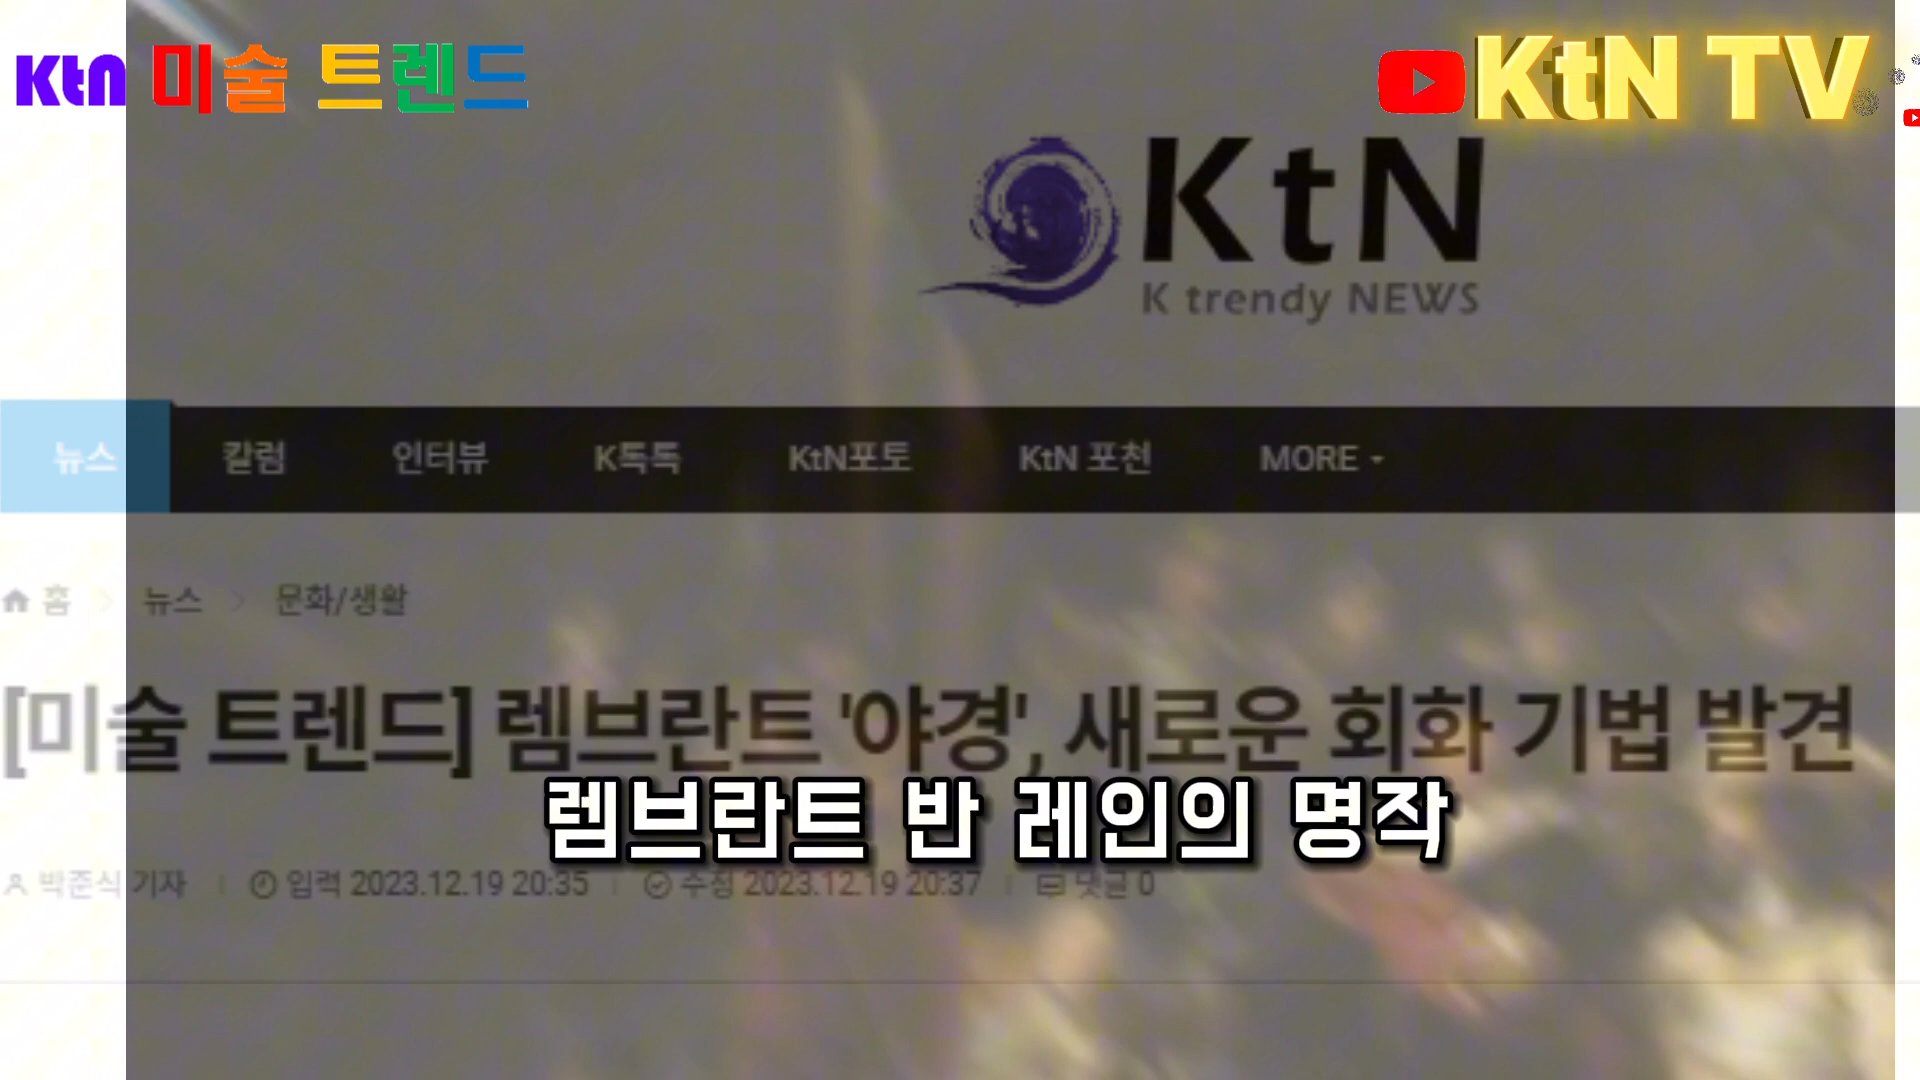 KtN 미술 트렌드
KtN TV
KtN
K trendy NEWS
뉴스 칼럼 인터뷰 K톡톡 KtN포토 KtN 포천 MORE
홈 > 뉴스 > 문화/생활
[미술 트렌드] 렘브란트 '야경', 새로운 회화 기법 발견
렘브란트 반 레인의 명작
박준식 기자 | 입력 2023.12.19 20:35 | 수정 2023.12.19 20:37 | 댓글 0